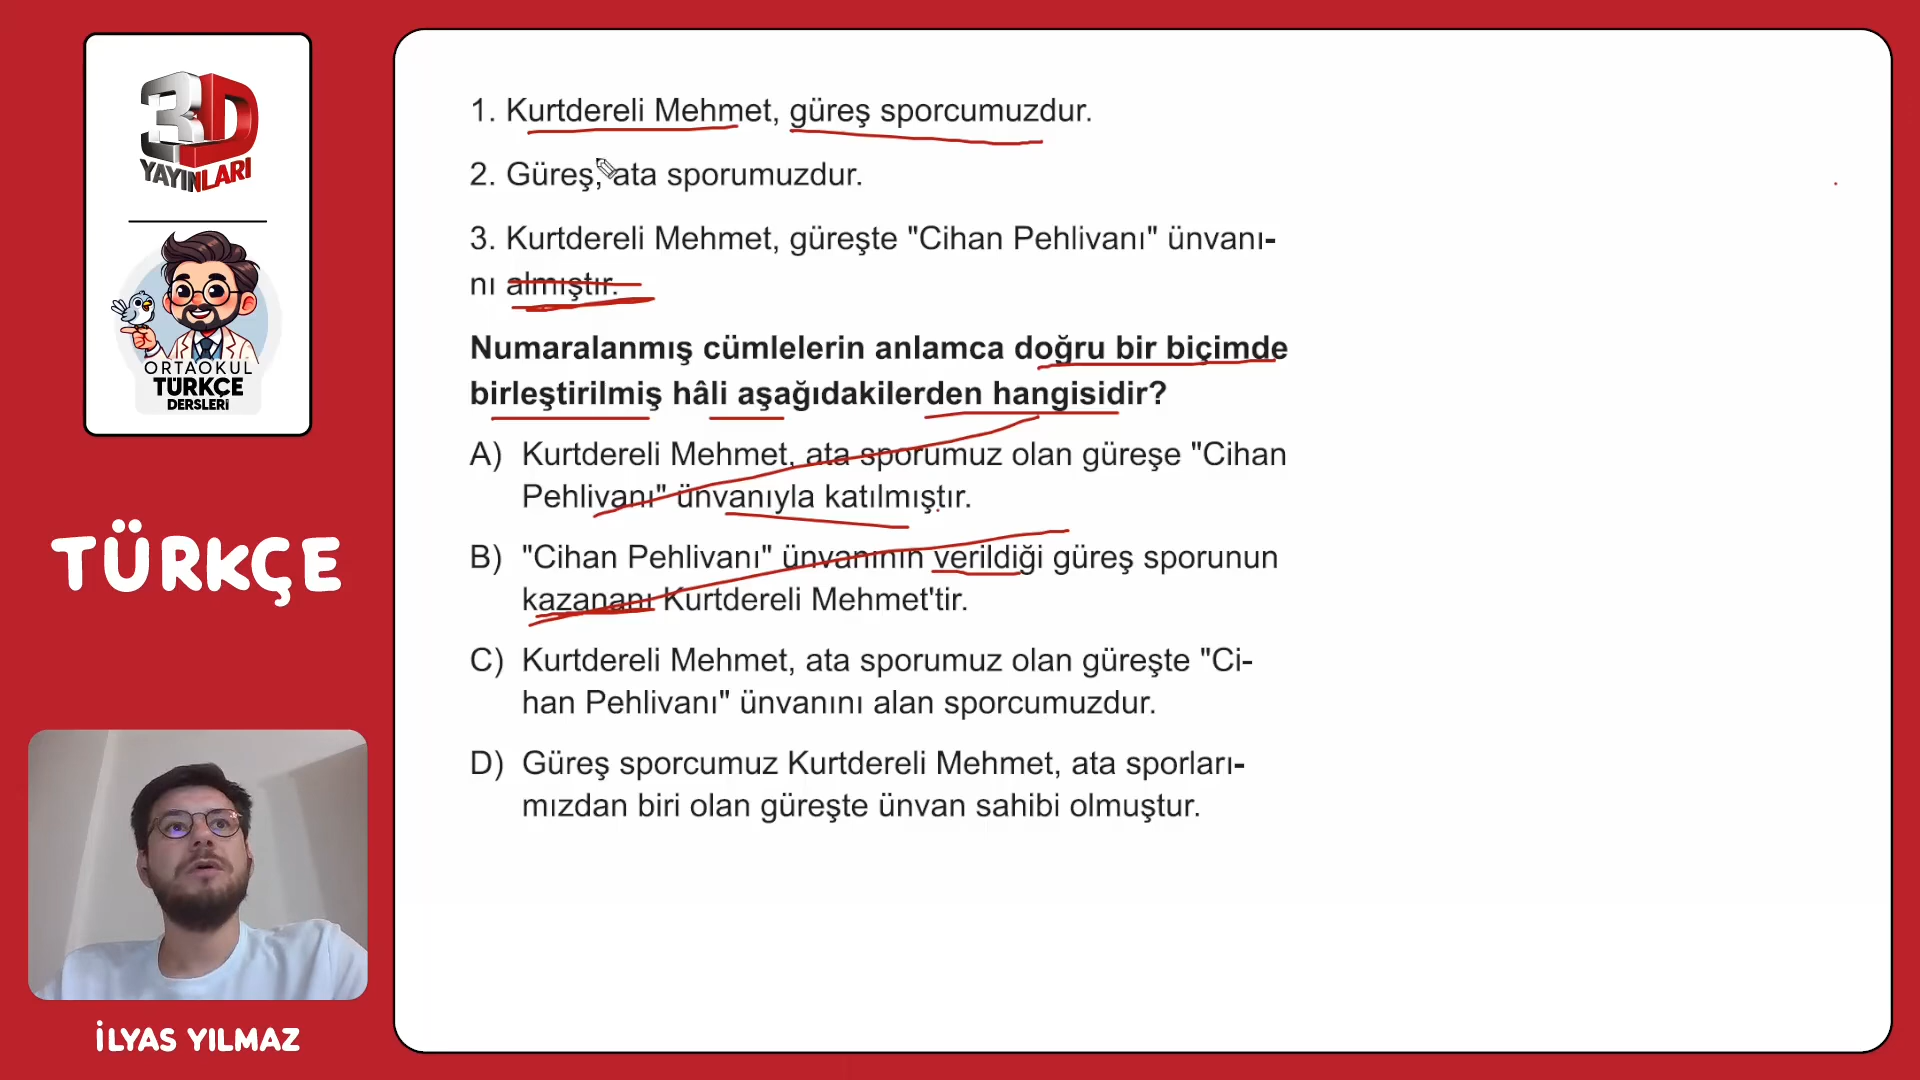 3D
YAYINLARI
ORTAOKUL
TÜRKÇE
DERSLERİ
TÜRKÇE
İLYAS YILMAZ
1. Kurtdereli Mehmet, güreş sporcumuzdur.
2. Güreş, ata sporumuzdur.
3. Kurtdereli Mehmet, güreşte "Cihan Pehlivanı" ünvanı-
nı almıştır.
Numaralanmış cümlelerin anlamca doğru bir biçimde
birleştirilmiş hâli aşağıdakilerden hangisidir?
A) Kurtdereli Mehmet, ata sporumuz olan güreşe "Cihan
Pehlivanı" ünvanıyla katılmıştır.
B) "Cihan Pehlivanı" ünvanının verildiği güreş sporunun
kazananı Kurtdereli Mehmet'tir.
C) Kurtdereli Mehmet, ata sporumuz olan güreşte "Ci-
han Pehlivanı" ünvanını alan sporcumuzdur.
D) Güreş sporcumuz Kurtdereli Mehmet, ata sporları-
mızdan biri olan güreşte ünvan sahibi olmuştur.